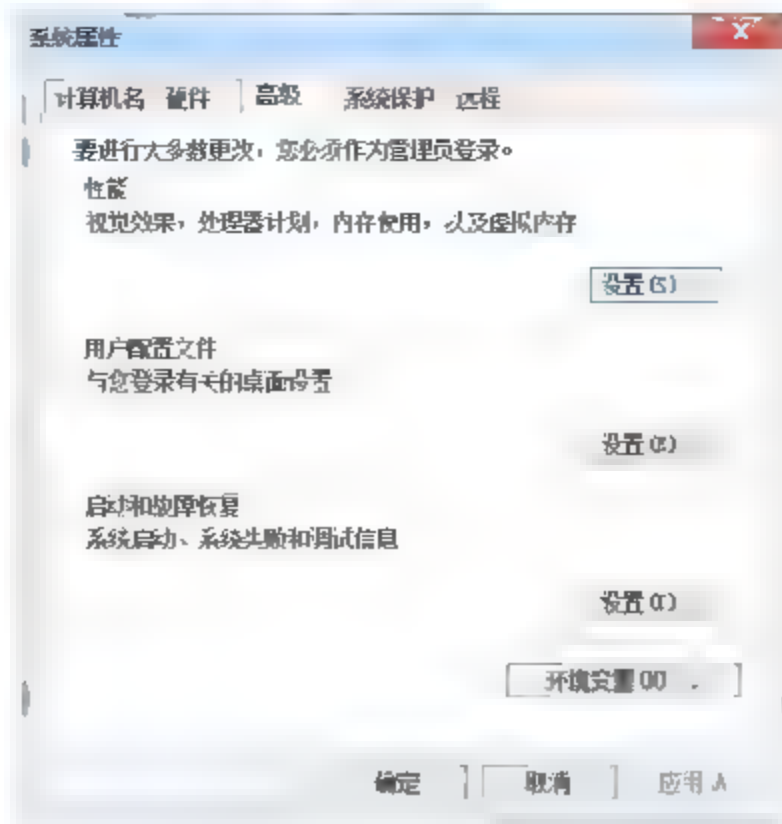 系统属性
计算机名 硬件 高级 系统保护 远程
要进行大多数更改，您必须作为管理员登录。
性能
视觉效果，处理器计划，内存使用，以及虚拟内存
设置(S)
用户配置文件
与您登录有关的桌面设置
设置(E)
启动和故障恢复
系统启动、系统失败和调试信息
设置(T)
环境变量
确定 取消 应用 A